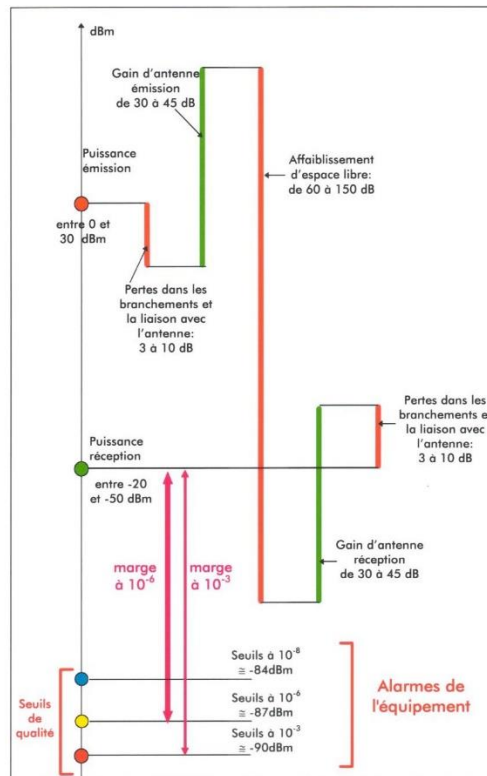 dBm
Gain d'antenne
émission
de 30 à 45 dB
Puissance
émission
Affaiblissement
d'espace libre:
de 60 à 150 dB
entre 0 et
30 dBm
Pertes dans les
branchements et
la liaison avec
l'antenne:
3 à 10 dB
Pertes dans les
branchements et
la liaison avec
l'antenne:
3 à 10 dB
Puissance
réception
entre -20
et -50 dBm
marge
à 10⁻⁶
marge
à 10⁻³
Gain d'antenne
réception
de 30 à 45 dB
Seuils à 10⁻⁸
≅ -84dBm
Seuils à 10⁻⁶
≅ -87dBm
Seuils à 10⁻³
≅ -90dBm
Seuils
de
qualité
Alarmes de
l'équipement